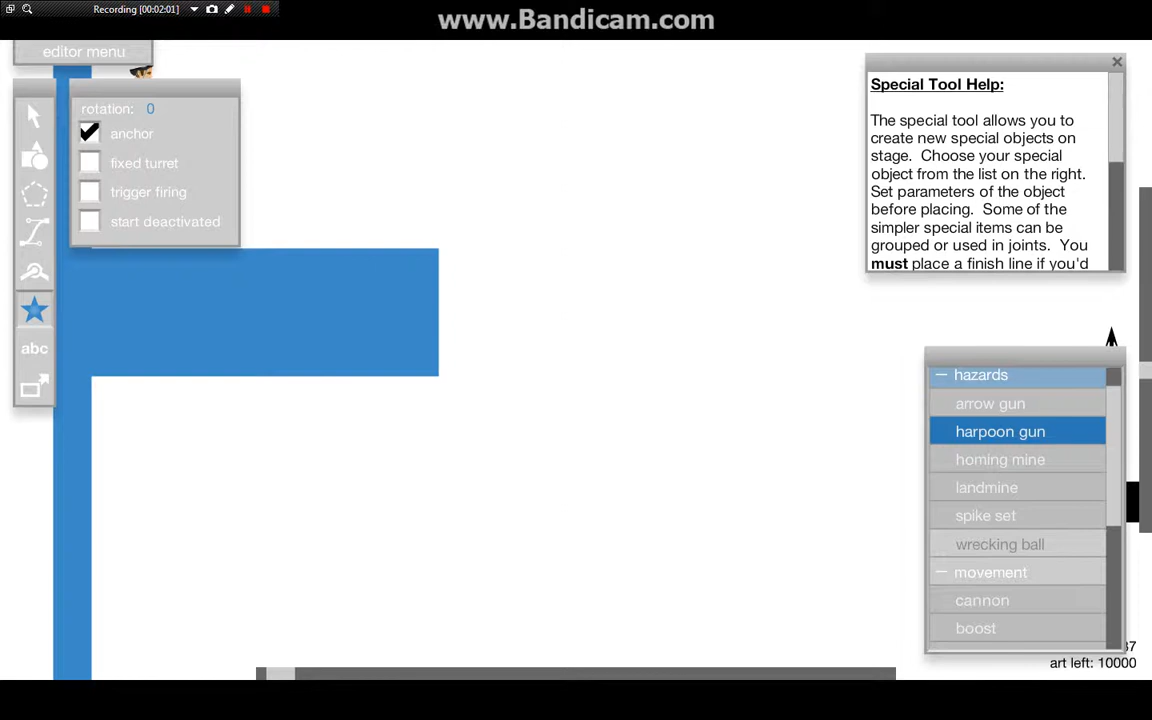 Recording [00:02:01]
www.Bandicam.com
editor menu
rotation: 0
anchor
fixed turret
trigger firing
start deactivated
abc
Special Tool Help:
The special tool allows you to
create new special objects on
stage. Choose your special
object from the list on the right.
Set parameters of the object
before placing. Some of the
simpler special items can be
grouped or used in joints. You
must place a finish line if you'd
hazards
arrow gun
harpoon gun
homing mine
landmine
spike set
wrecking ball
movement
cannon
boost
art left: 10000